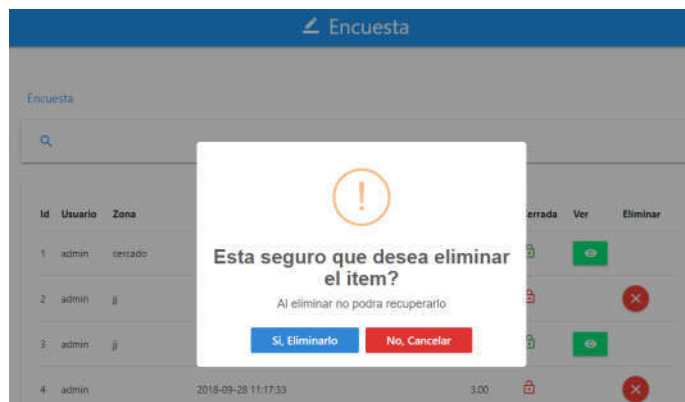 Encuesta
Encuesta
Id Usuario Zona errada Ver Eliminar
1 admin cercado
Esta seguro que desea eliminar
el item?
2 admin jj
Al eliminar no podra recuperarlo
Si, Eliminarlo No, Cancelar
3 admin jj
4 admin 2018-09-28 11:17:33 3.00